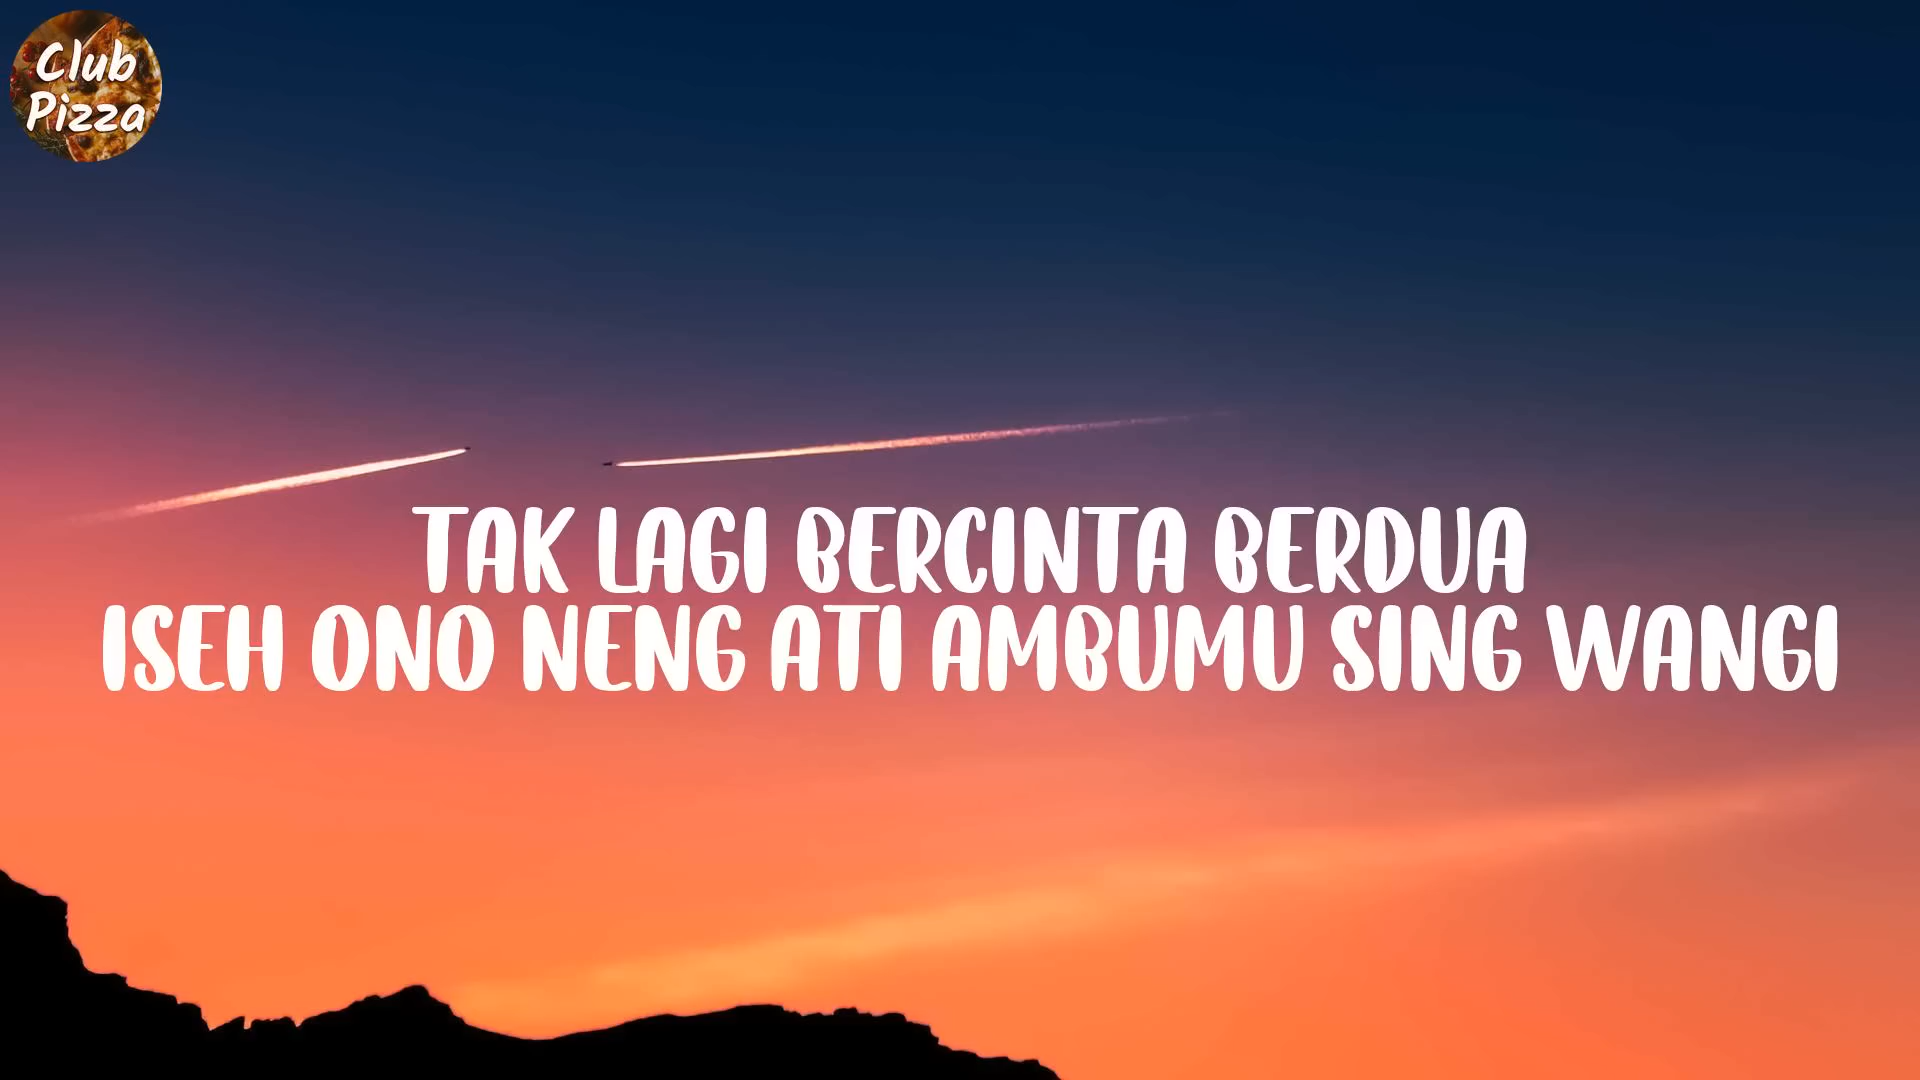 Club
Pizza
TAK LAGI BERCINTA BERDUA
ISEH ONO NENG ATI AMBUMU SING WANGI